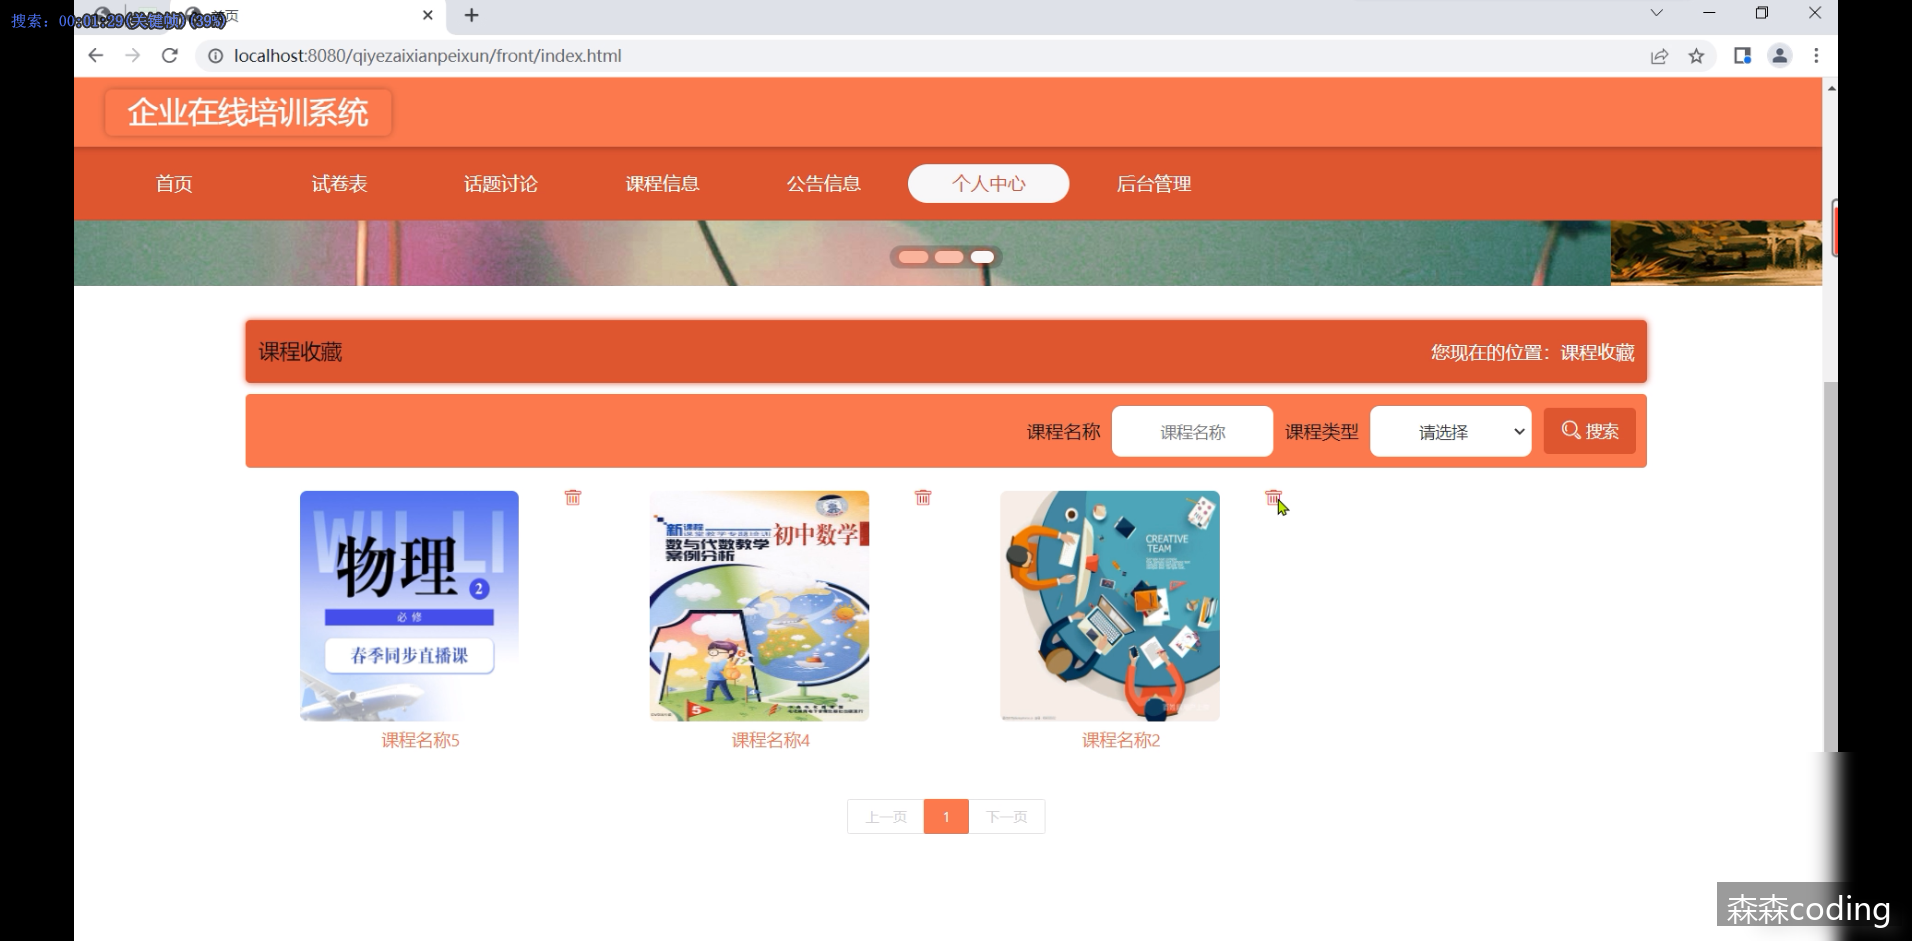 搜索: 00:01:29(关键帧)(39%)
首页
localhost:8080/qiyezaixianpeixun/front/index.html
企业在线培训系统
首页 试卷表 话题讨论 课程信息 公告信息 个人中心 后台管理
课程收藏 您现在的位置：课程收藏
课程名称 课程名称 课程类型 请选择 搜索
WULI
物理 2
必修
春季同步直播课
新课程
初中数学
数与代数教学
案例分析
5
CREATIVE
TEAM
课程名称5 课程名称4 课程名称2
上一页 1 下一页
森森coding